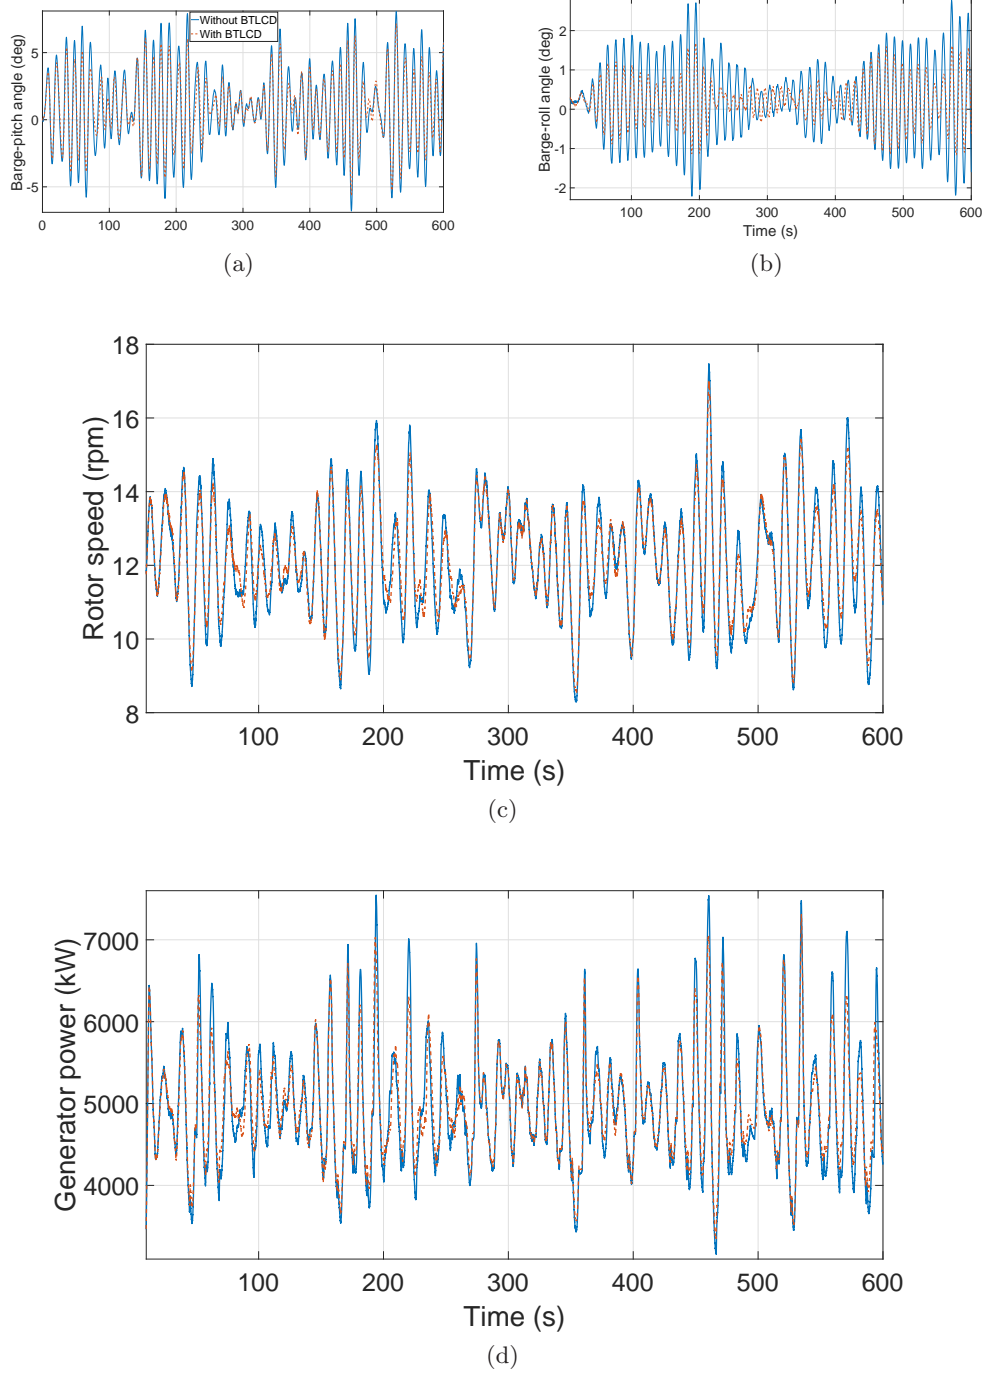 Barge-pitch angle (deg)
5
0
-5
Without BTLCD
With BTLCD
0 100 200 300 400 500 600
(a)
Barge-roll angle (deg)
2
1
0
-1
-2
100 200 300 400 500 600
Time (s)
(b)
Rotor speed (rpm)
18
16
14
12
10
8
100 200 300 400 500 600
Time (s)
(c)
Generator power (kW)
7000
6000
5000
4000
100 200 300 400 500 600
Time (s)
(d)